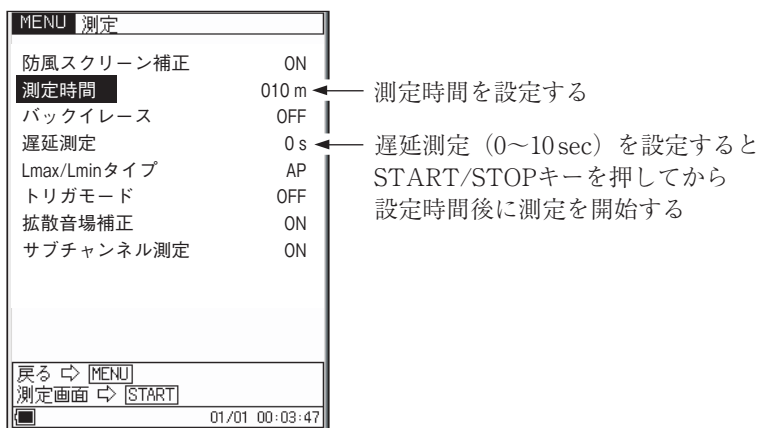 MENU 測定
防風スクリーン補正 ON
測定時間 010 m
バックイレース OFF
遅延測定 0 s
Lmax/Lminタイプ AP
トリガモード OFF
拡散音場補正 ON
サブチャンネル測定 ON
戻る ⇨ MENU
測定画面 ⇨ START
01/01 00:03:47
測定時間を設定する
遅延測定（0～10 sec）を設定すると
START/STOPキーを押してから
設定時間後に測定を開始する